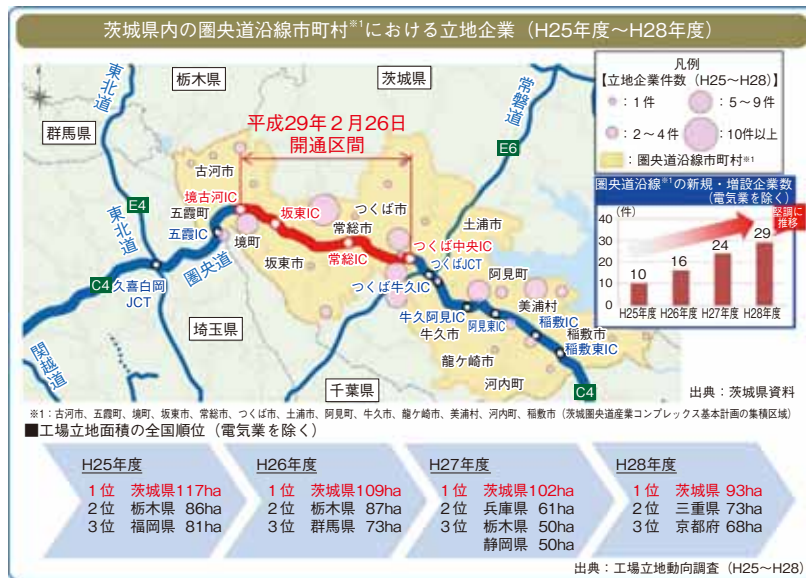 茨城県内の圏央道沿線市町村※1における立地企業（H25年度～H28年度）
東北道
栃木県
茨城県
常磐道
群馬県
平成29年2月26日
開通区間
E6
古河市
境古河IC
E4
五霞町
坂東IC
つくば市
土浦市
東北道
五霞IC
境町
常総市
つくば中央IC
圏央道
坂東市
常総IC
つくばJCT
阿見町
C4
久喜白岡
JCT
つくば牛久IC
美浦村
埼玉県
牛久阿見IC
阿見東IC
稲敷IC
牛久市
稲敷市
稲敷東IC
関越道
龍ケ崎市
千葉県
河内町
C4
凡例
【立地企業件数（H25～H28）】
：1件
：5～9件
：2～4件
：10件以上
：圏央道沿線市町村※1
圏央道沿線※1の新規・増設企業数
（電気業を除く）
（件）
堅調に
推移
40
30
20
10
0
10
16
24
29
H25年度
H26年度
H27年度
H28年度
出典：茨城県資料
※1：古河市、五霞町、境町、坂東市、常総市、つくば市、土浦市、阿見町、牛久市、龍ケ崎市、美浦村、河内町、稲敷市（茨城圏央道産業コンプレックス基本計画の集積区域）
■工場立地面積の全国順位（電気業を除く）
H25年度
1位 茨城県117ha
2位 栃木県 86ha
3位 福岡県 81ha
H26年度
1位 茨城県109ha
2位 栃木県 87ha
3位 群馬県 73ha
H27年度
1位 茨城県102ha
2位 兵庫県 61ha
3位 栃木県 50ha
静岡県 50ha
H28年度
1位 茨城県 93ha
2位 三重県 73ha
3位 京都府 68ha
出典：工場立地動向調査（H25～H28）